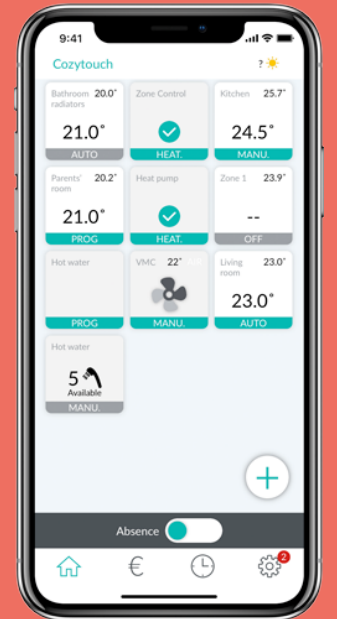 9:41
Cozytouch
?
Bathroom radiators 20.0°
21.0°
AUTO
Zone Control
HEAT.
Kitchen 25.7°
24.5°
MANU.
Parents' room 20.2°
21.0°
PROG
Heat pump
HEAT.
Zone 1 23.9°
--
OFF
Hot water
PROG
VMC 22°
MANU.
Living room 23.0°
23.0°
AUTO
Hot water
5
Available
MANU.
+
Absence
€
2